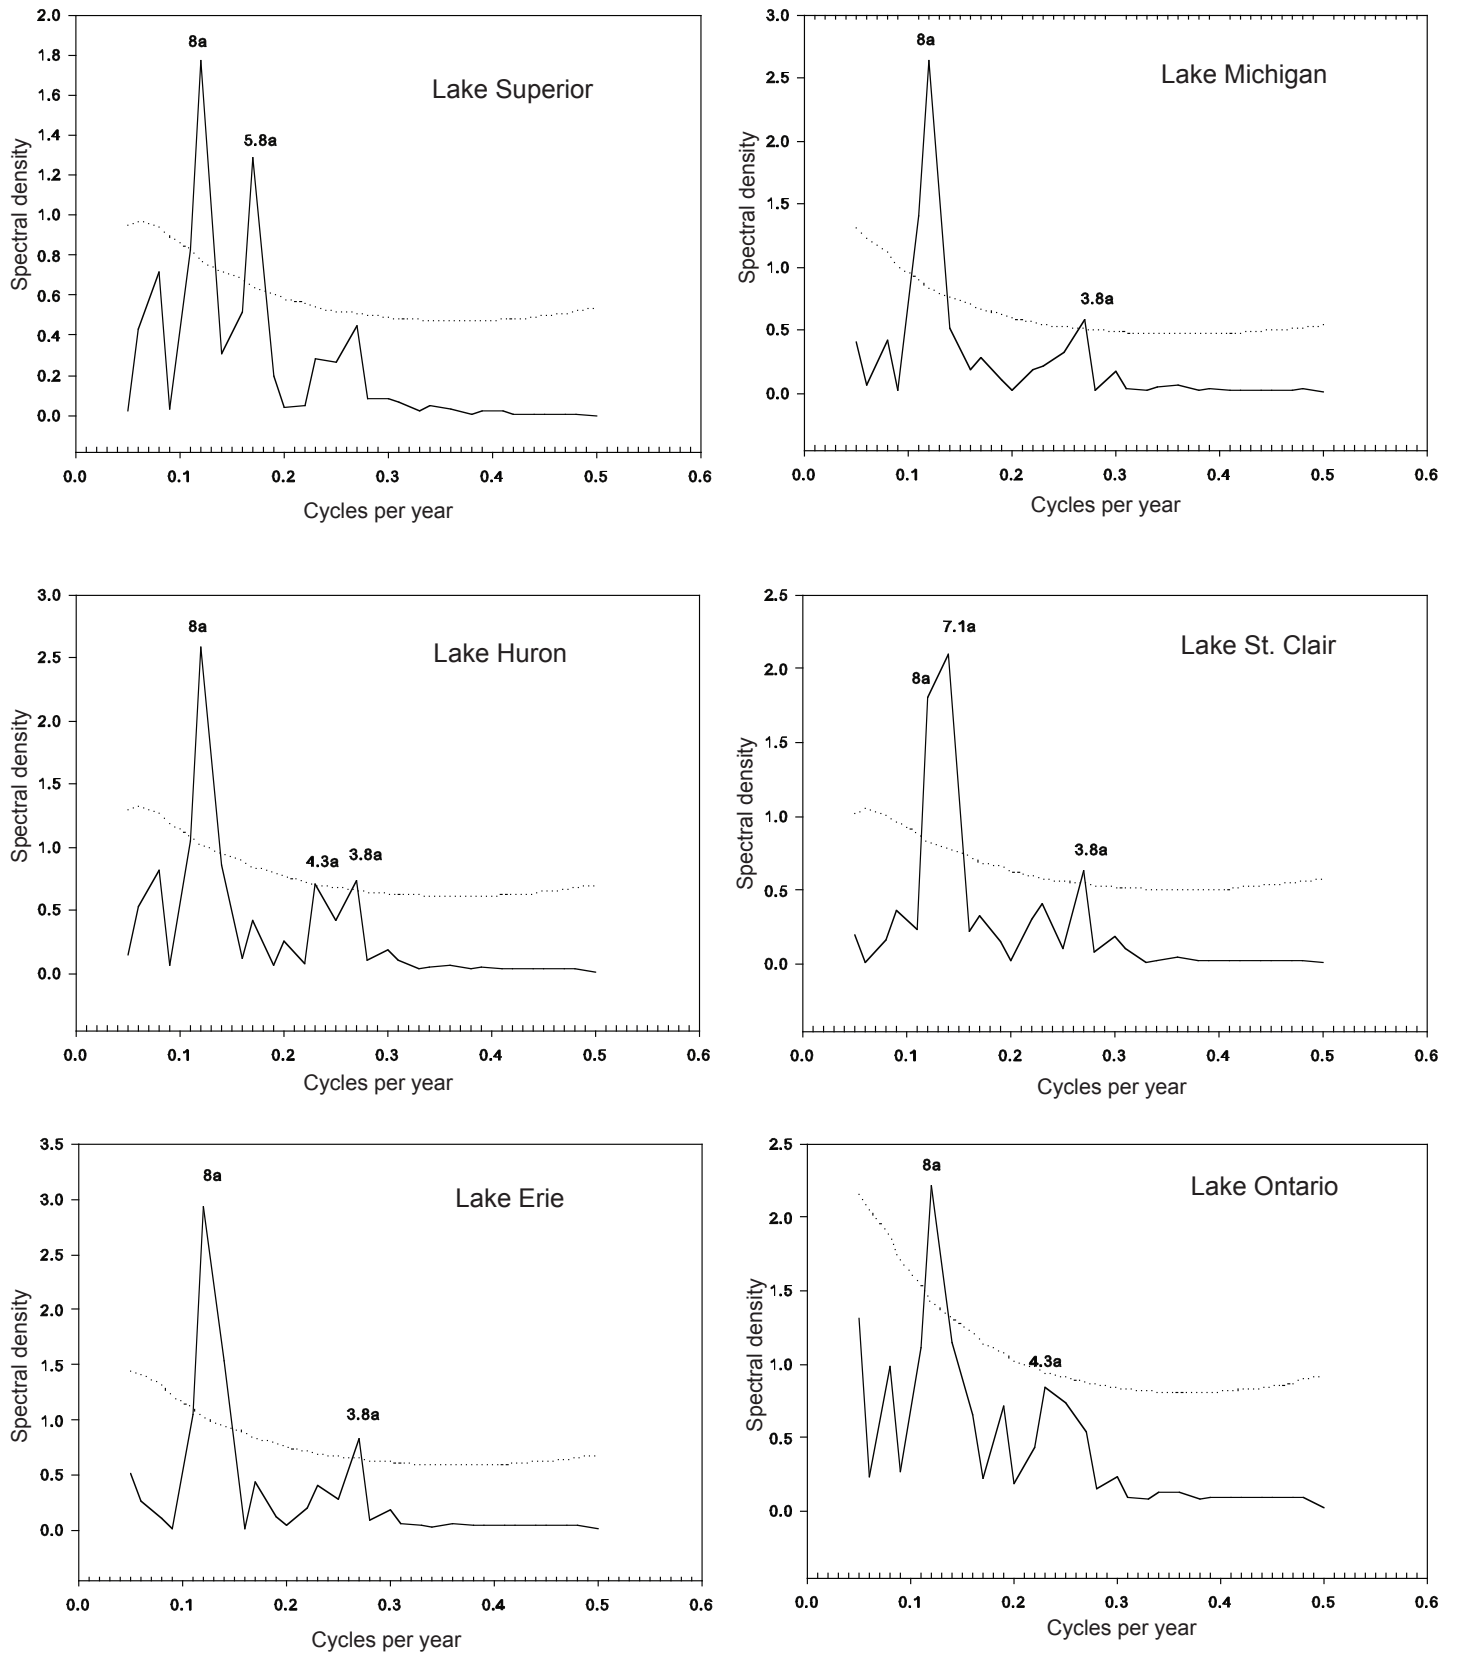 2.0
8a
1.8
Lake Superior
1.6
1.4
5.8a
1.2
1.0
0.8
0.6
0.4
0.2
0.0
Spectral density
0.0 0.1 0.2 0.3 0.4 0.5 0.6
Cycles per year
3.0
8a
Lake Michigan
2.5
2.0
1.5
1.0
3.8a
0.5
0.0
Spectral density
0.0 0.1 0.2 0.3 0.4 0.5 0.6
Cycles per year
3.0
8a
Lake Huron
2.5
2.0
1.5
1.0
4.3a 3.8a
0.5
0.0
Spectral density
0.0 0.1 0.2 0.3 0.4 0.5 0.6
Cycles per year
2.5
7.1a
Lake St. Clair
8a
2.0
1.5
1.0
3.8a
0.5
0.0
Spectral density
0.0 0.1 0.2 0.3 0.4 0.5 0.6
Cycles per year
3.5
8a
Lake Erie
3.0
2.5
2.0
1.5
3.8a
1.0
0.5
0.0
Spectral density
0.0 0.1 0.2 0.3 0.4 0.5 0.6
Cycles per year
2.5
8a
Lake Ontario
2.0
1.5
4.3a
1.0
0.5
0.0
Spectral density
0.0 0.1 0.2 0.3 0.4 0.5 0.6
Cycles per year